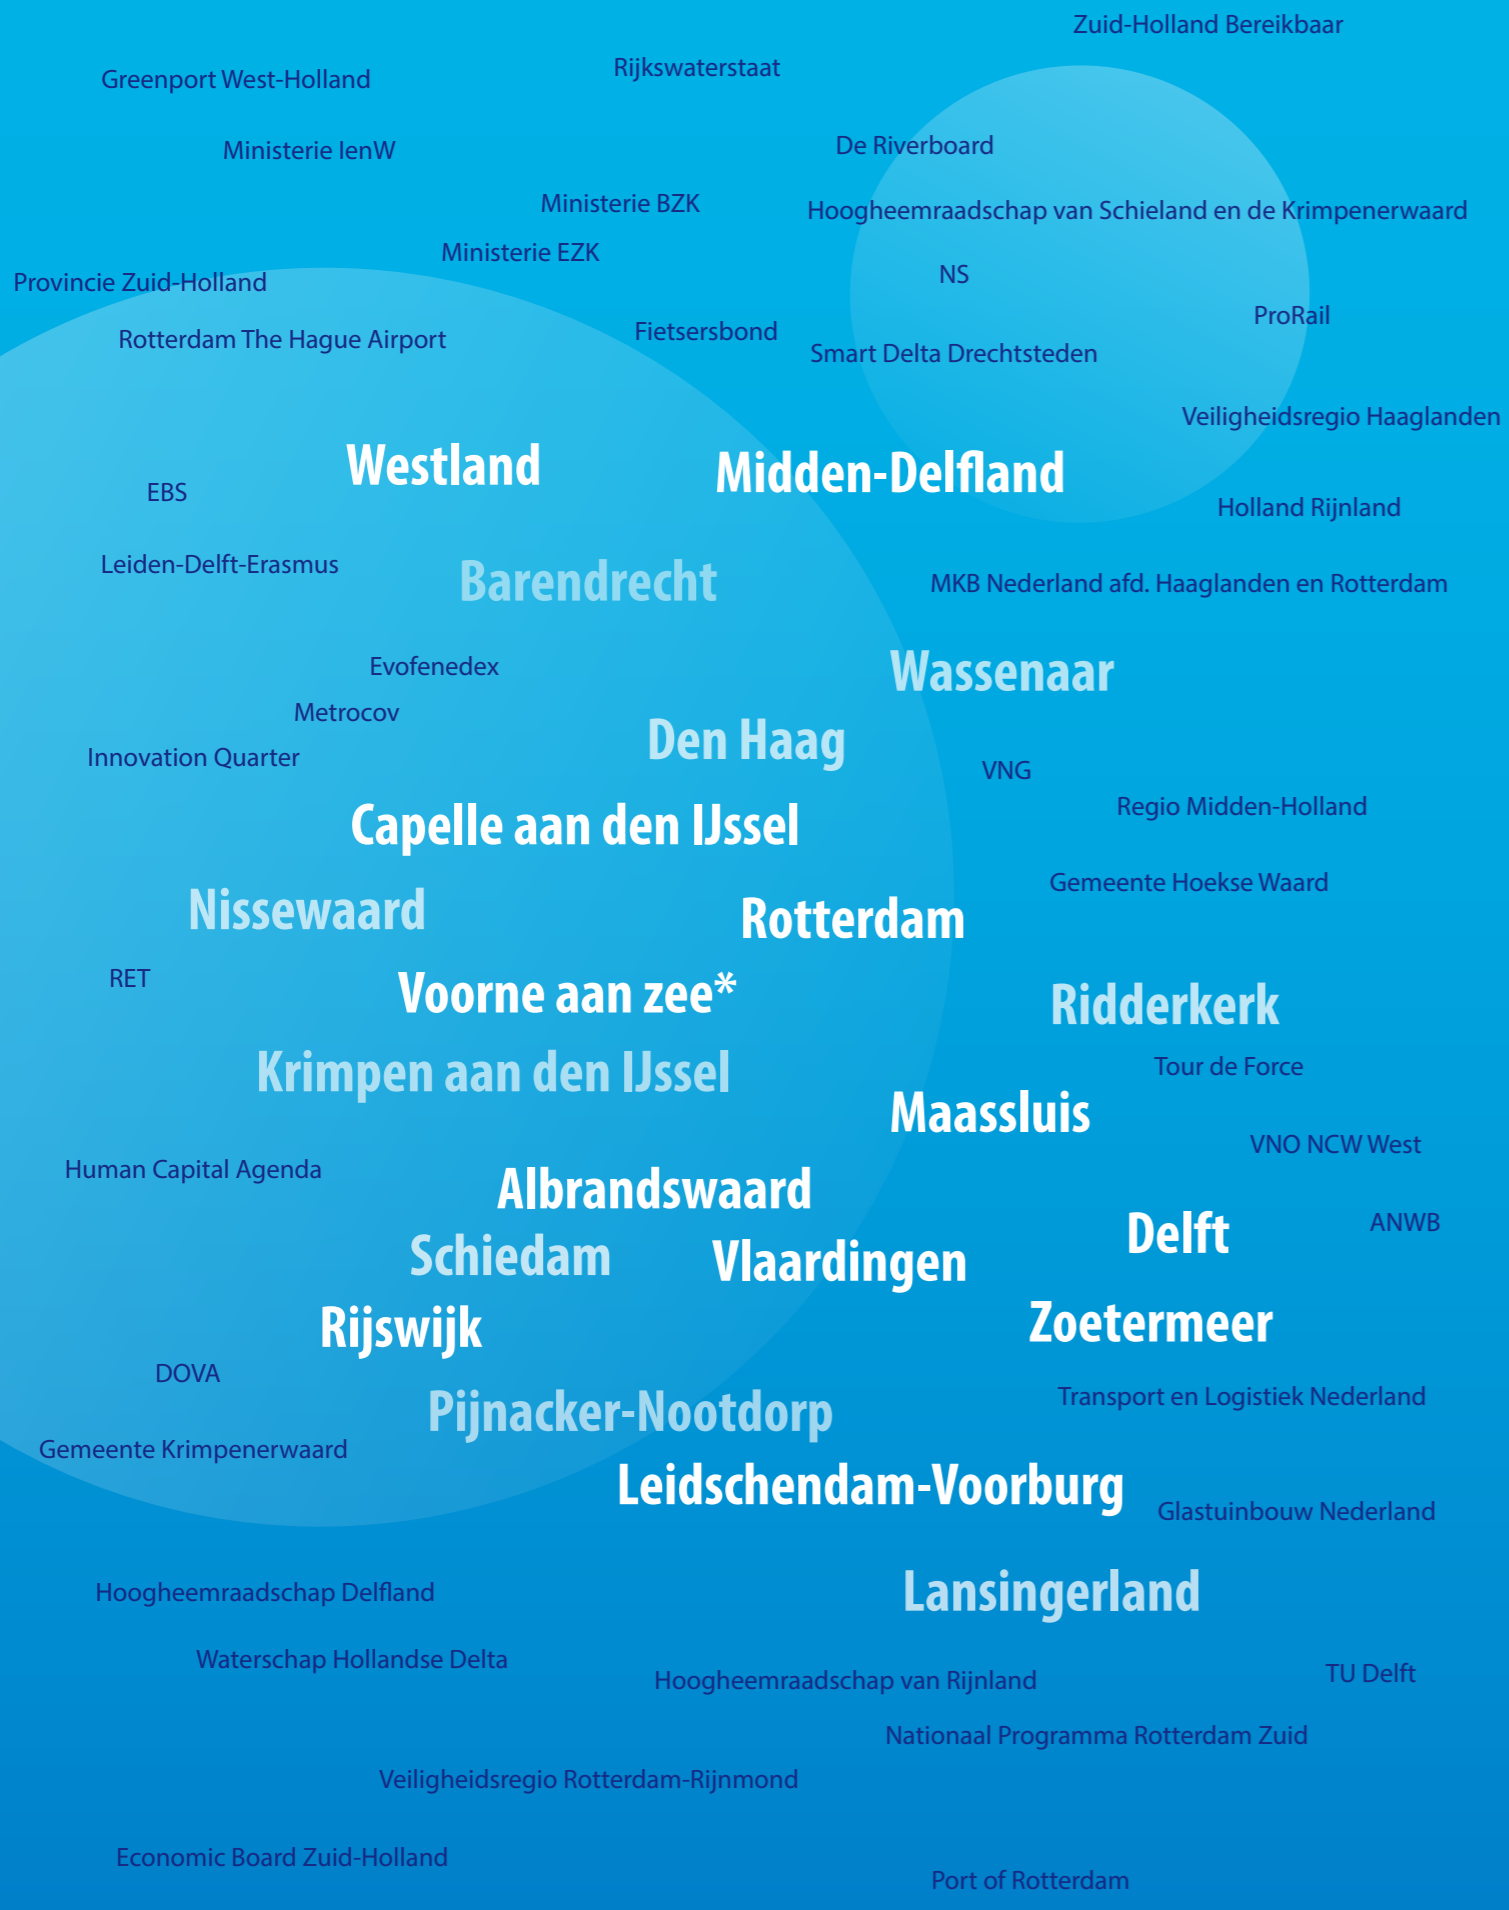 Zuid-Holland Bereikbaar
Rijkswaterstaat
Greenport West-Holland
De Riverboard
Ministerie IenW
Ministerie BZK
Hoogheemraadschap van Schieland en de Krimpenerwaard
Ministerie EZK
NS
Provincie Zuid-Holland
ProRail
Fietsersbond
Rotterdam The Hague Airport
Smart Delta Drechtsteden
Veiligheidsregio Haaglanden
Westland
Midden-Delfland
EBS
Holland Rijnland
Leiden-Delft-Erasmus
Barendrecht
MKB Nederland afd. Haaglanden en Rotterdam
Evofenedex
Wassenaar
Metrocov
Den Haag
Innovation Quarter
VNG
Regio Midden-Holland
Capelle aan den IJssel
Gemeente Hoekse Waard
Nissewaard
Rotterdam
RET
Voorne aan zee*
Ridderkerk
Tour de Force
Krimpen aan den IJssel
Maassluis
VNO NCW West
Human Capital Agenda
Albrandswaard
ANWB
Delft
Schiedam
Vlaardingen
Zoetermeer
Rijswijk
DOVA
Transport en Logistiek Nederland
Pijnacker-Nootdorp
Gemeente Krimpenerwaard
Leidschendam-Voorburg
Glastuinbouw Nederland
Hoogheemraadschap Delfland
Lansingerland
Waterschap Hollandse Delta
TU Delft
Hoogheemraadschap van Rijnland
Nationaal Programma Rotterdam Zuid
Veiligheidsregio Rotterdam-Rijnmond
Economic Board Zuid-Holland
Port of Rotterdam